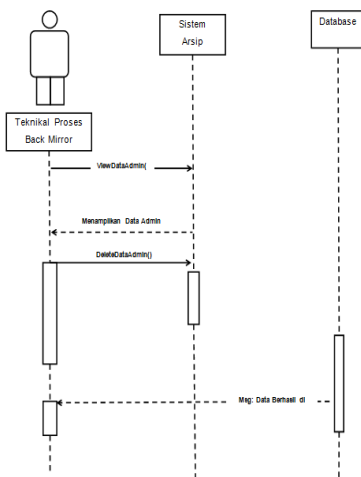 Sistem
Arsip
Database
Teknikal Proses
Back Mirror
ViewDataAdmin(
Menampilkan Data Admin
DeleteDataAdmin()
Msg: Data Berhasil di